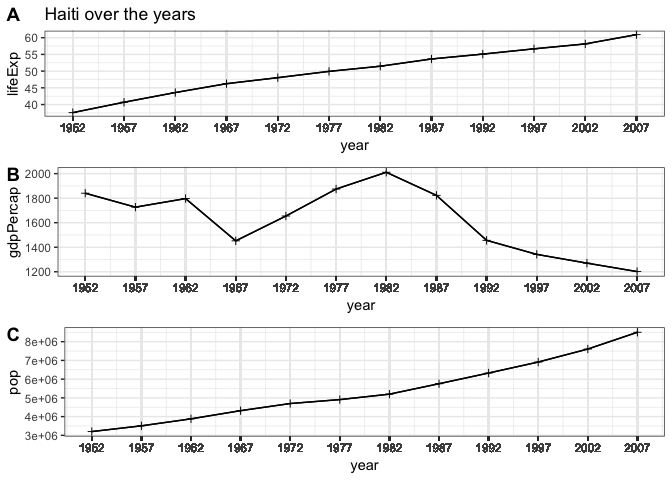 A Haiti over the years
lifeExp
60
55
50
45
40
1952 1957 1962 1967 1972 1977 1982 1987 1992 1997 2002 2007
year
B
gdpPercap
2000
1800
1600
1400
1200
1952 1957 1962 1967 1972 1977 1982 1987 1992 1997 2002 2007
year
C
pop
8e+06
7e+06
6e+06
5e+06
4e+06
3e+06
1952 1957 1962 1967 1972 1977 1982 1987 1992 1997 2002 2007
year